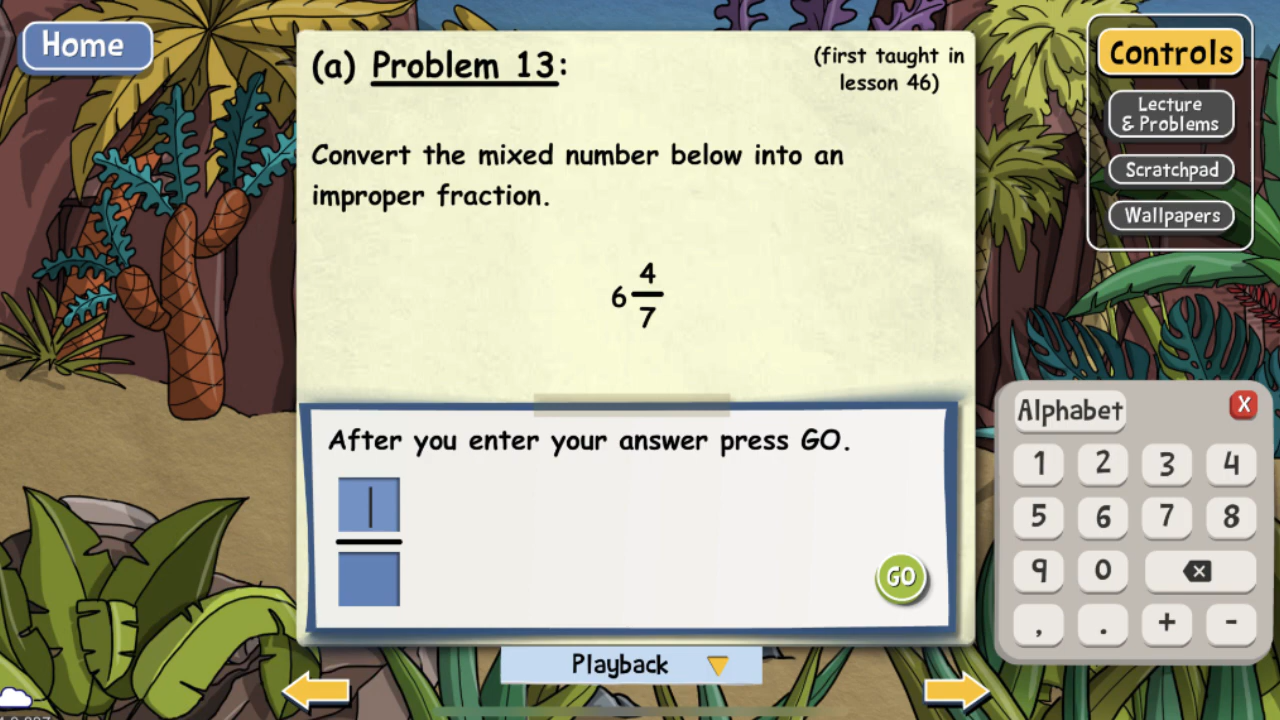 Home
(a) Problem 13:
(first taught in
lesson 46)
Convert the mixed number below into an
improper fraction.
6 4/7
After you enter your answer press GO.
GO
Playback
Controls
Lecture
& Problems
Scratchpad
Wallpapers
Alphabet
X
1 2 3 4
5 6 7 8
9 0
, . + -